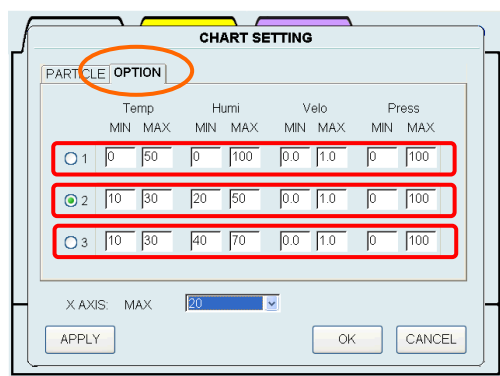 CHART SETTING
PARTICLE OPTION
Temp Humi Velo Press
MIN MAX MIN MAX MIN MAX MIN MAX
1 0 50 0 100 0.0 1.0 0 100
2 10 30 20 50 0.0 1.0 0 100
3 10 30 40 70 0.0 1.0 0 100
X AXIS: MAX 20
APPLY OK CANCEL